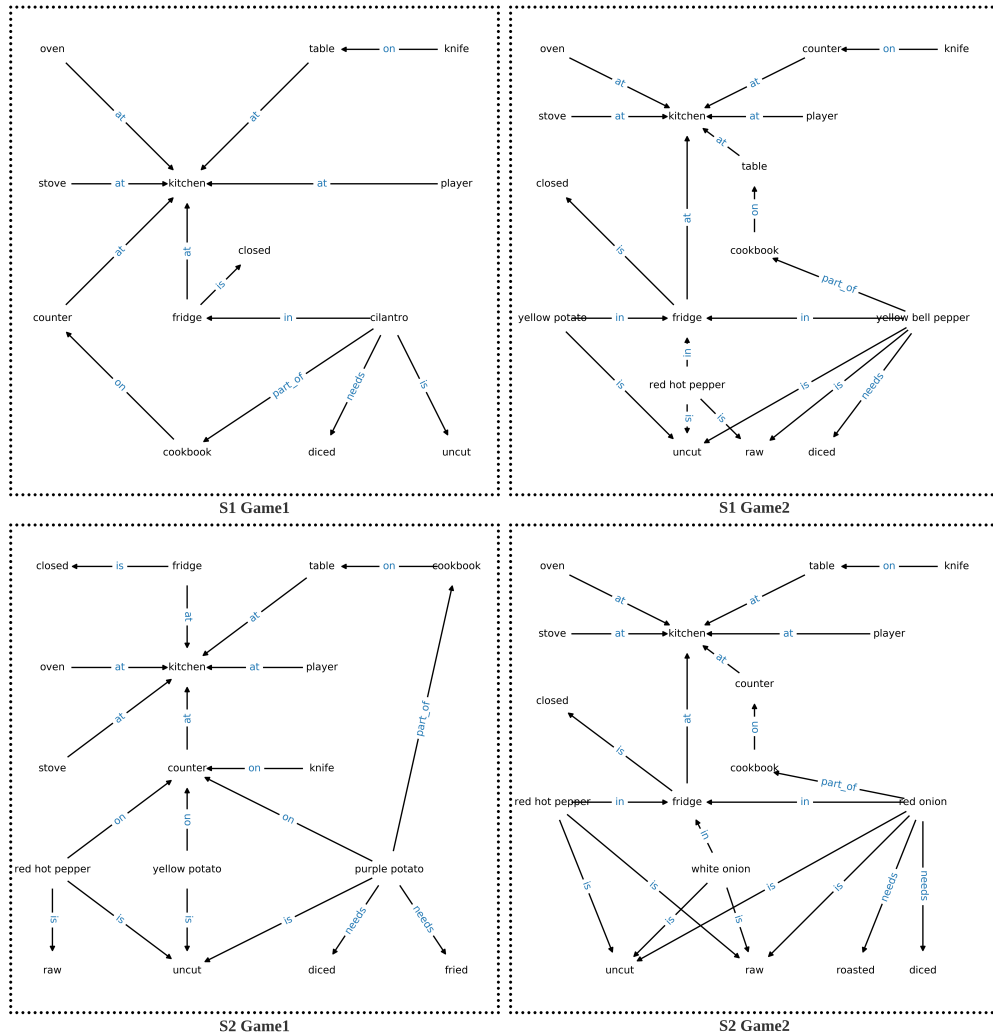 oven
table
on
knife
at
at
stove
at
kitchen
at
player
at
at
closed
is
counter
fridge
in
cilantro
on
part_of
needs
is
cookbook
diced
uncut
S1 Game1
oven
counter
on
knife
at
at
stove
at
kitchen
at
player
at
table
closed
at
on
is
cookbook
part_of
yellow potato
in
fridge
in
yellow bell pepper
in
is
red hot pepper
is
is
needs
is
is
uncut
raw
diced
S1 Game2
closed
is
fridge
table
on
cookbook
at
at
oven
at
kitchen
at
player
at
at
part_of
stove
counter
on
knife
on
on
on
red hot pepper
yellow potato
purple potato
is
is
is
is
needs
needs
raw
uncut
diced
fried
S2 Game1
oven
table
on
knife
at
at
stove
at
kitchen
at
player
at
counter
closed
at
on
is
cookbook
part_of
red hot pepper
in
fridge
in
red onion
in
white onion
is
is
is
is
needs
needs
is
is
uncut
raw
roasted
diced
S2 Game2